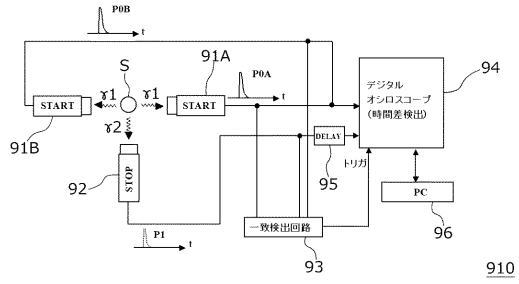 P0B
t
S
γ1
γ1
91A
P0A
t
START
START
91B
γ2
92
STOP
P1
t
デジタル
オシロスコープ
(時間差検出)
94
DELAY
95
トリガ
一致検出回路
93
PC
96
910